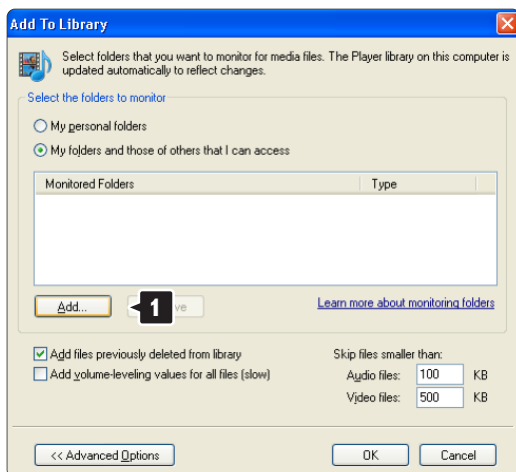 Add To Library
Select folders that you want to monitor for media files. The Player library on this computer is
updated automatically to reflect changes.
Select the folders to monitor
My personal folders
My folders and those of others that I can access
Monitored Folders Type
Add... 1 ve Learn more about monitoring folders
Add files previously deleted from library Skip files smaller than:
Add volume-leveling values for all files (slow) Audio files: 100 KB
Video files: 500 KB
<< Advanced Options OK Cancel